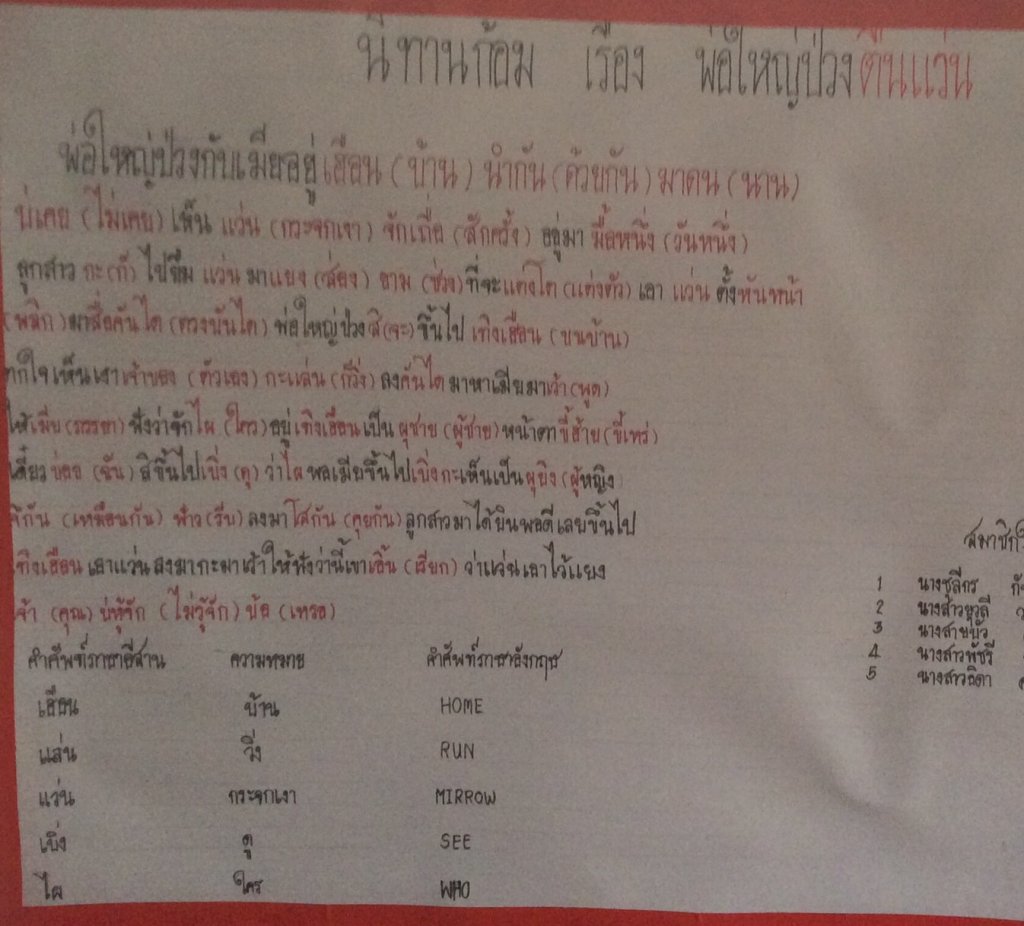 นิทานก้อม เรื่อง พ่อใหญ่ป่วงตื่นแว่น
พ่อใหญ่ป่วงกับเมียอยู่เฮือน (บ้าน) นำกัน (ด้วยกัน) มาดน (นาน)
บ่เคย (ไม่เคย) เห็น แว่น (กระจกเงา) จักเถื่อ (สักครั้ง) อยู่มา มื้อหนึ่ง (วันหนึ่ง)
ลูกสาว กะ(ก็) ไปยืม แว่น มาแยง (ส่อง) ยาม (ช่วง) ที่จะแต่งโต (แต่งตัว) เอา แว่น ตั้งหันหน้า
(พลิก) มาสื่อคันได (ตรงบันได) พ่อใหญ่ป่วงสิ(จะ) ขึ้นไป เทิงเฮือน (บนบ้าน)
ตกใจเห็นเงาเจ้าของ (ตัวเอง) กะแล่น (ก็วิ่ง) ลงคันได มาหาเมียมาเว้า(พูด)
ให้เมีย(ภรรยา) ฟังว่าจักไผ (ใคร) อยู่ เทิงเฮือน เป็น ผุชาย (ผู้ชาย) หน้าตา ขี้ฮ้าย (ขี้เหร่)
เดี๋ยว ข่อย (ฉัน) สิขึ้นไปเบิ่ง (ดู) ว่าไผ พอเมียขึ้นไปเบิ่งกะเห็นเป็น ผุยิง (ผู้หญิง)
คือกัน (เหมือนกัน) ฟ้าว (รีบ) ลงมา โสกัน (คุยกัน) ลูกสาวมาได้ยินพอดีเลยขึ้นไป
เทิงเฮือน เอาแว่น ลงมากะมาเว้าให้ฟังว่านี้เขาเอิ้น (เรียก) ว่าแว่นเอาไว้แยง
เจ้า (คุณ) บ่ฮู้จัก (ไม่รู้จัก) บ้อ (เหรอ)
สมาชิก
1 นางชุลีกร
2 นางสาวยุวลี
3 นางสายบัว
4 นางสาวพัชรี
5 นางสาวธิดา
คำศัพท์ภาษาอีสาน ความหมาย คำศัพท์ภาษาอังกฤษ
เฮือน บ้าน HOME
แล่น วิ่ง RUN
แว่น กระจกเงา MIRROW
เบิ่ง ดู SEE
ไผ ใคร WHO